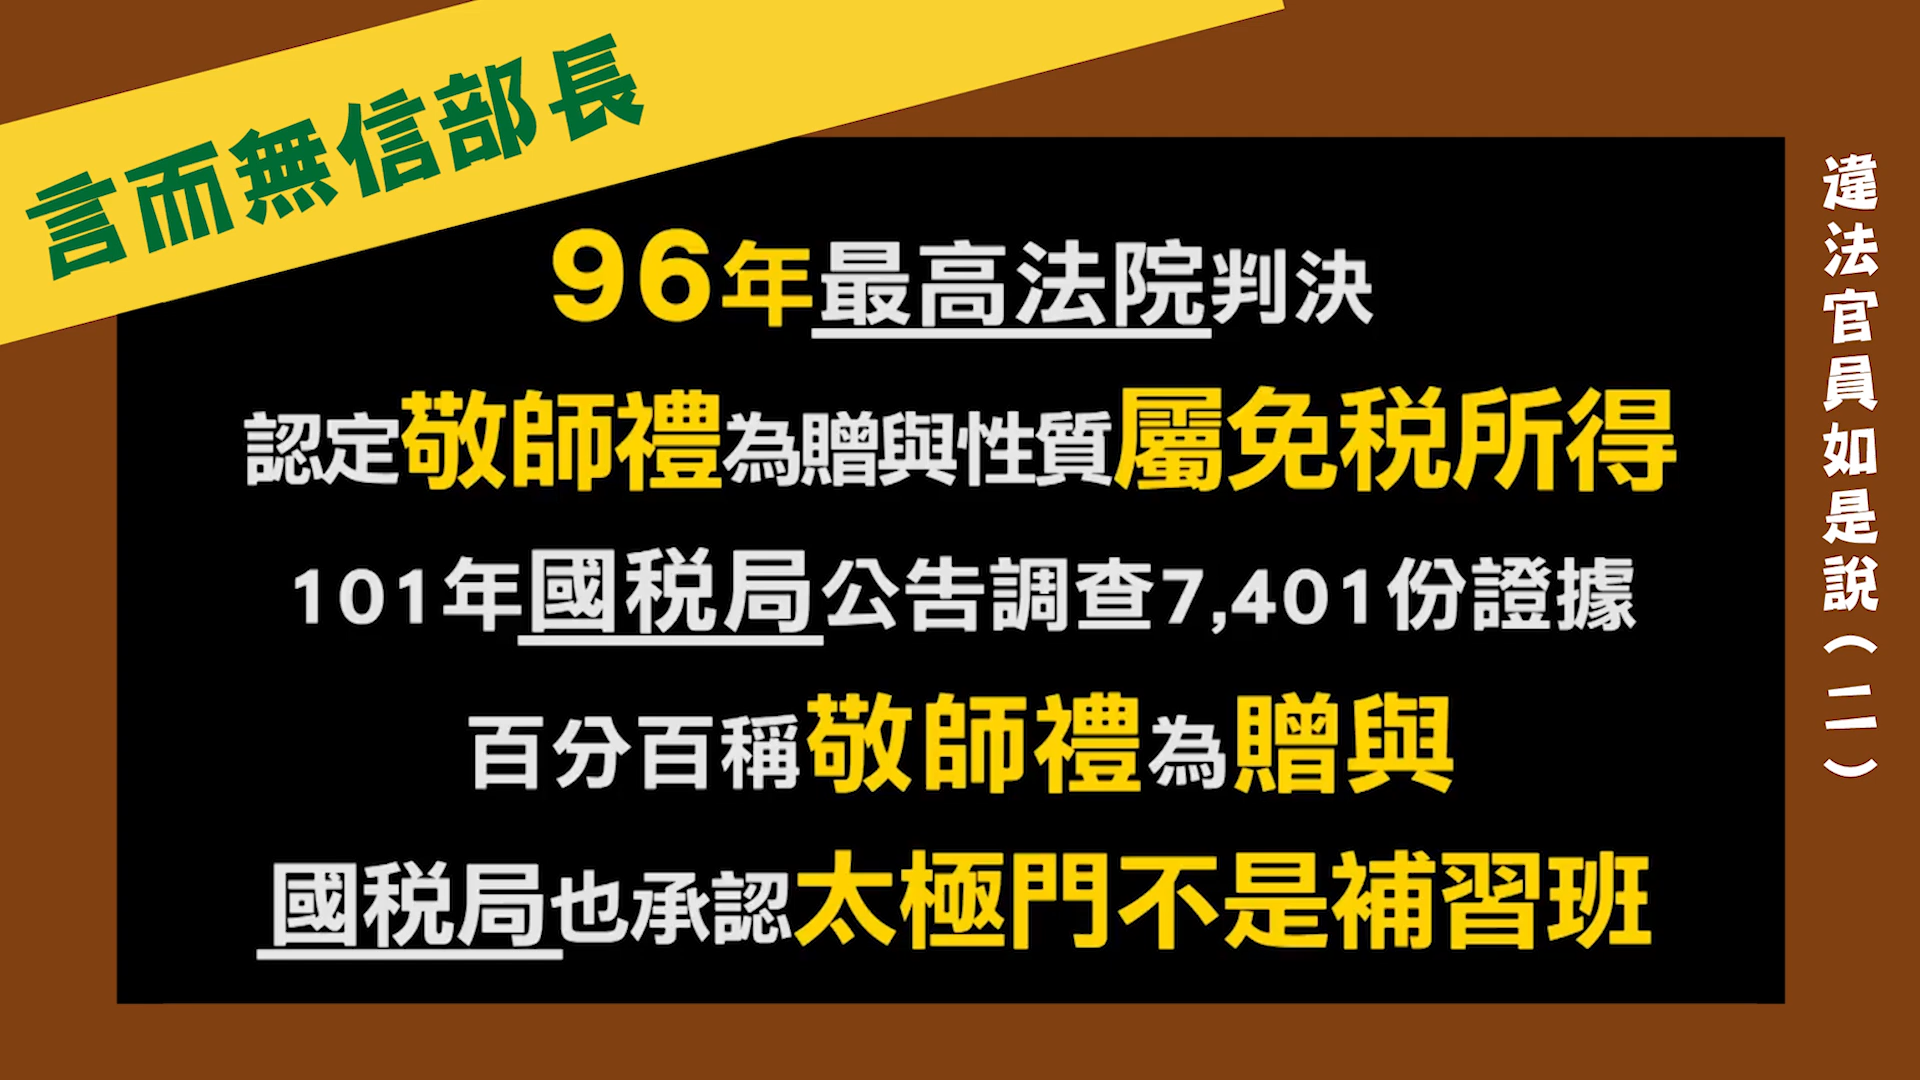 言而無信部長
96年最高法院判決
認定敬師禮為贈與性質屬免税所得
101年國税局公告調查7,401份證據
百分百稱敬師禮為贈與
國税局也承認太極門不是補習班
違法官員如是說（二）